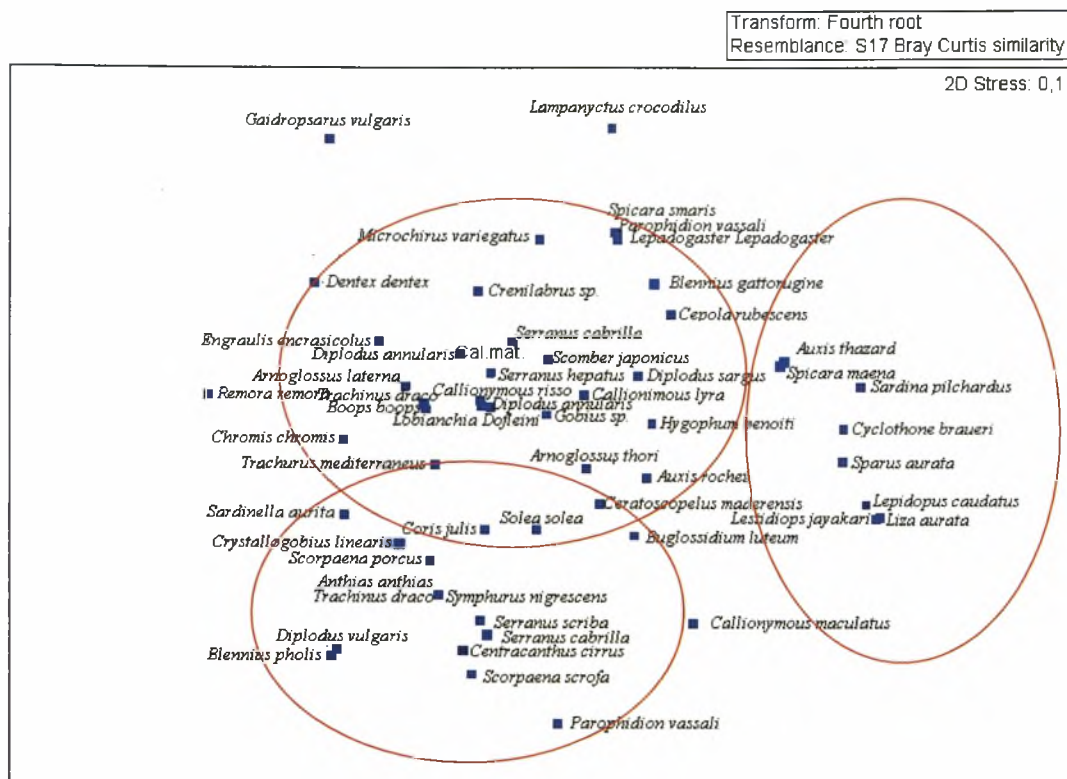 Transform: Fourth root
Resemblance: S17 Bray Curtis similarity
2D Stress: 0,1
Lampanyctus crocodilus
Gaidropsarus vulgaris
Spicara smaris
Parophidion vassali
Microchirus variegatus
Lepadogaster Lepadogaster
Dentex dentex
Crenilabrus sp.
Blennius gattorugine
Cepola rubescens
Engraulis encrasicolus
Serranus cabrilla
Diplodus annularis
Cal.mat.
Scomber japonicus
Auxis thazard
Spicara maena
Arnoglossus laterna
Serranus hepatus
Diplodus sargus
Sardina pilchardus
Remora remora
Trachinus draco
Callionymous risso
Callionimous lyra
Boops boops
Diplodus annularis
Lobianchia Dofleini
Gobius sp.
Hygophum benoiti
Cyclothone braueri
Chromis chromis
Trachurus mediterraneus
Arnoglossus thori
Auxis rochei
Sparus aurata
Sardinella aurita
Ceratoscopelus maderensis
Lepidopus caudatus
Lestidiops jayakari
Liza aurata
Coris julis
Solea solea
Crystallogobius linearis
Buglossidium luteum
Scorpaena porcus
Anthias anthias
Trachinus draco
Symphurus nigrescens
Serranus scriba
Callionymous maculatus
Diplodus vulgaris
Serranus cabrilla
Blennius pholis
Centracanthus cirrus
Scorpaena scrofa
Parophidion vassali